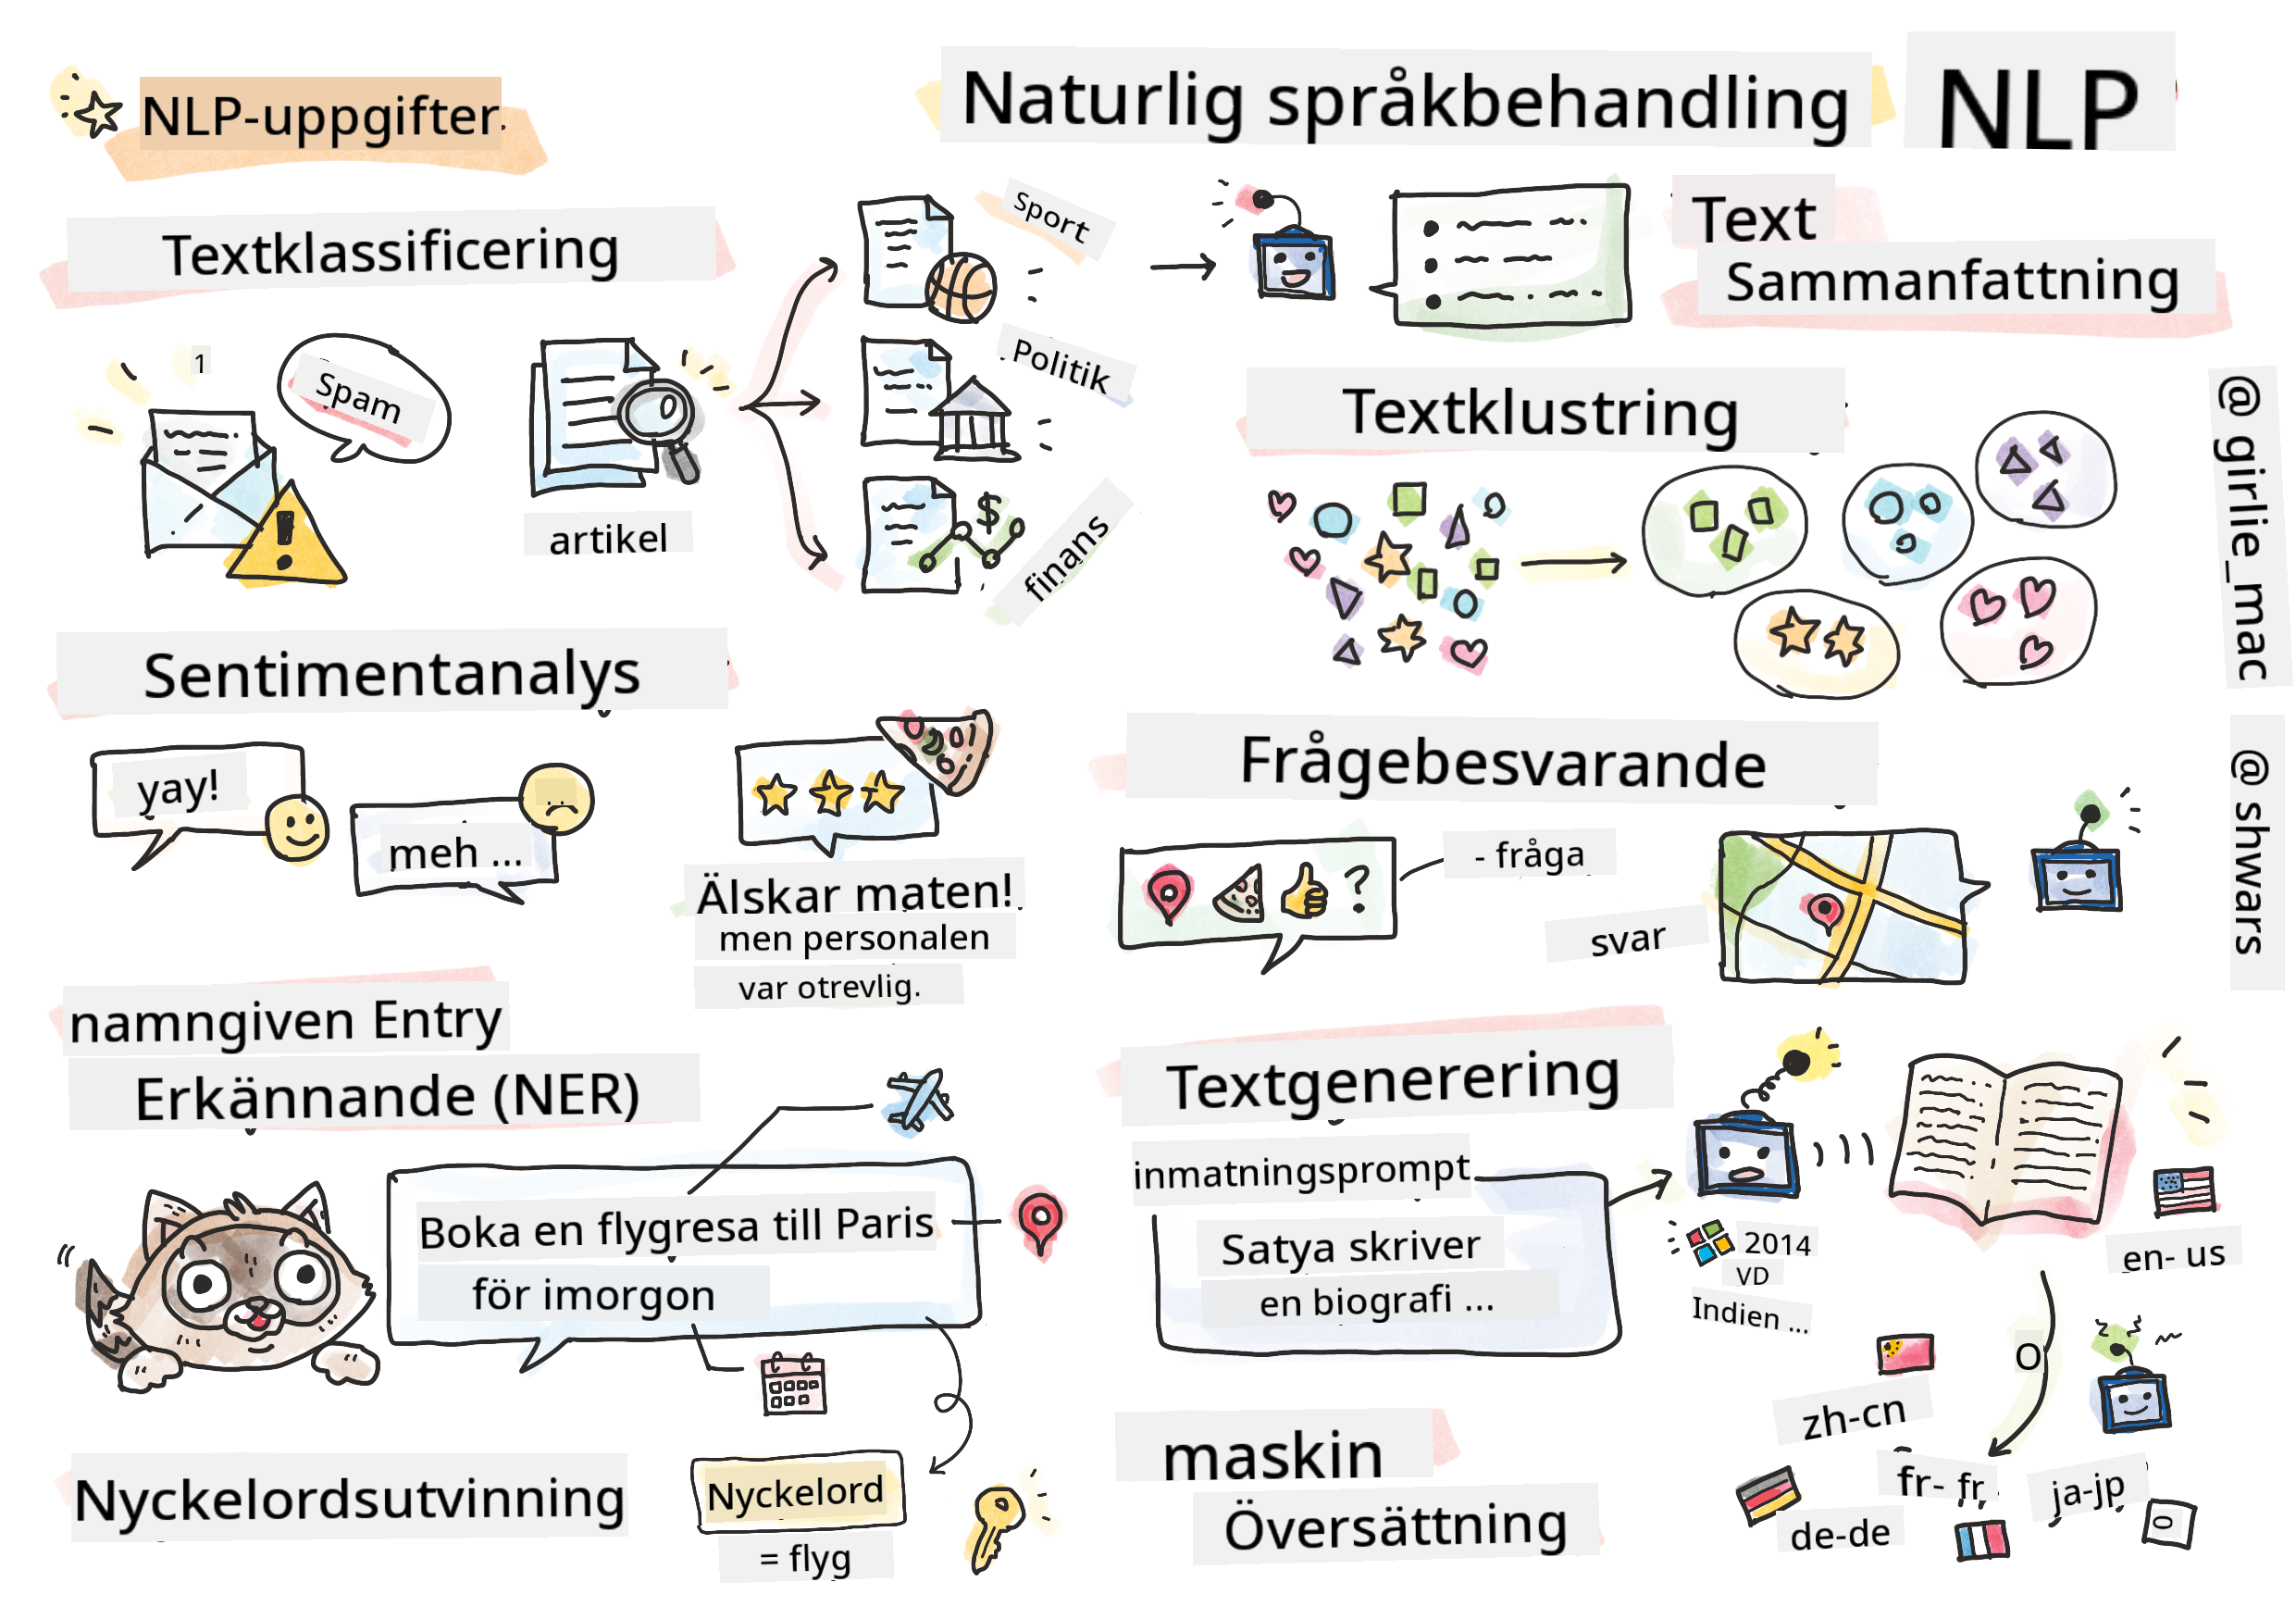 NLP-uppgifter
Naturlig språkbehandling
NLP
Textklassificering
1
Spam
artikel
Sport
Politik
finans
Text
Sammanfattning
Textklustring
@ girlie_mac
@ shwars
Sentimentanalys
yay!
meh ...
Älskar maten!
men personalen
var otrevlig.
Frågebesvarande
?
- fråga
svar
namngiven Entry
Erkännande (NER)
Boka en flygresa till Paris
för imorgon
Nyckelordsutvinning
Nyckelord
= flyg
Textgenerering
inmatningsprompt
Satya skriver
en biografi ...
2014
VD
Indien ...
en- us
O
zh-cn
fr- fr
ja-jp
de-de
0
maskin
Översättning